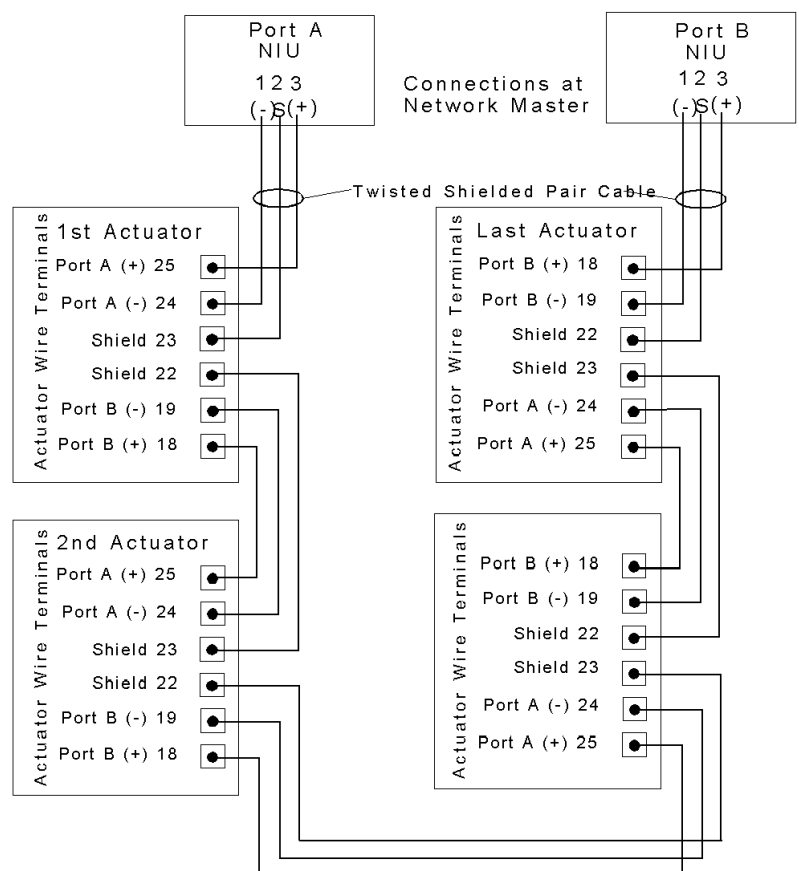 Port A
NIU
1 2 3
(-)S(+)
Connections at
Network Master
Port B
NIU
1 2 3
(-)S(+)
Twisted Shielded Pair Cable
Actuator Wire Terminals
1st Actuator
Port A (+) 25
Port A (-) 24
Shield 23
Shield 22
Port B (-) 19
Port B (+) 18
Actuator Wire Terminals
Last Actuator
Port B (+) 18
Port B (-) 19
Shield 22
Shield 23
Port A (-) 24
Port A (+) 25
Actuator Wire Terminals
2nd Actuator
Port A (+) 25
Port A (-) 24
Shield 23
Shield 22
Port B (-) 19
Port B (+) 18
Actuator Wire Terminals
Port B (+) 18
Port B (-) 19
Shield 22
Shield 23
Port A (-) 24
Port A (+) 25